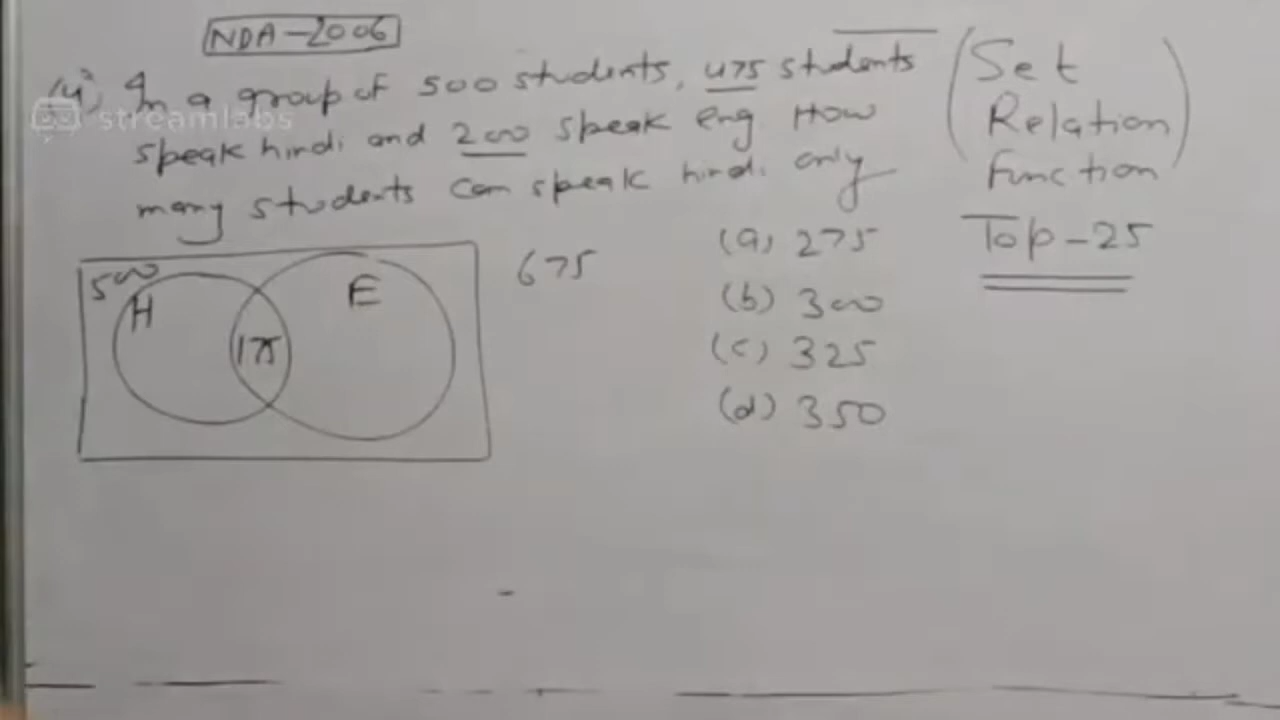 NDA-2006
(14) In a group of 500 students, 475 students
speak hindi and 200 speak eng How
many students can speak hindi only
(Set
Relation
Function)
Top-25
(a) 275
(b) 300
(c) 325
(d) 350
500
H
E
175
675
streamlabs